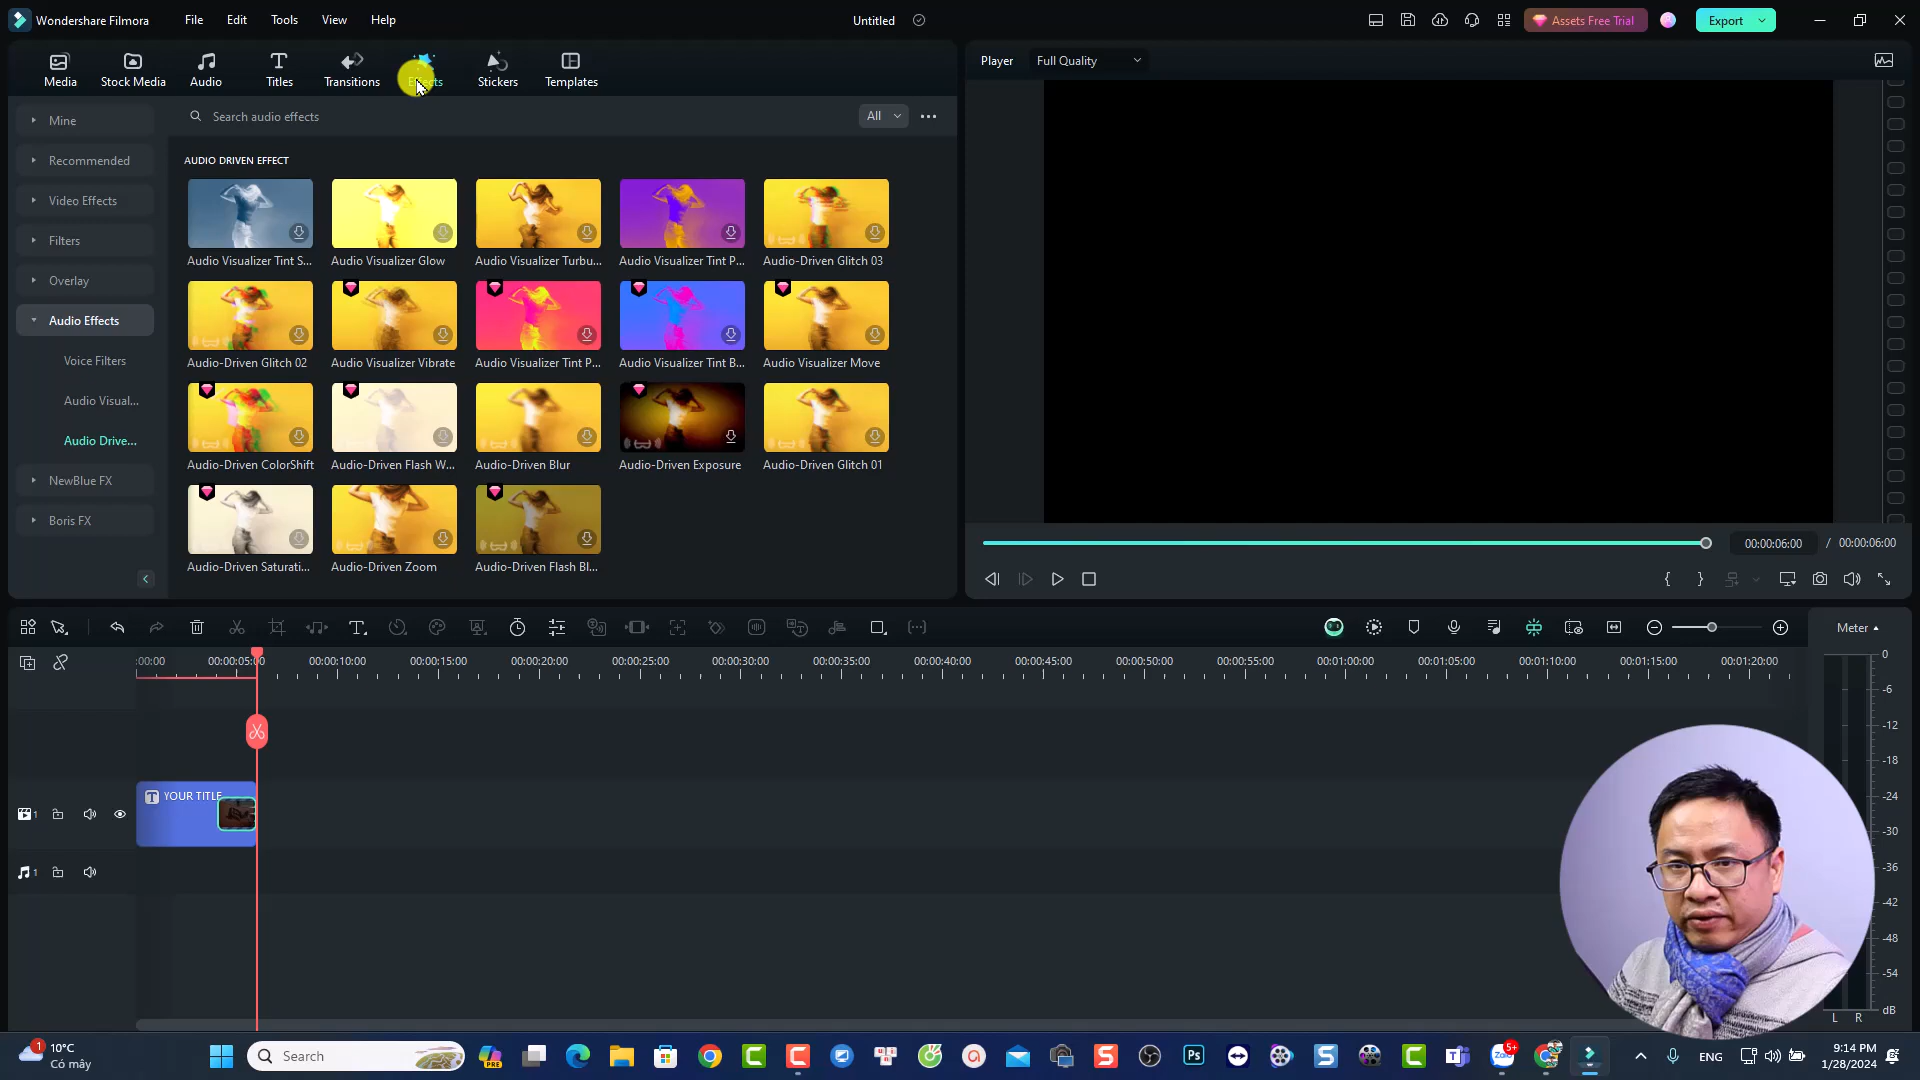 Wondershare Filmora
File
Edit
Tools
View
Help
Untitled
Assets Free Trial
Export
Media
Stock Media
Audio
Titles
Transitions
Effects
Stickers
Templates
Player
Full Quality
Mine
Recommended
Video Effects
Filters
Overlay
Audio Effects
Voice Filters
Audio Visual...
Audio Drive...
NewBlue FX
Boris FX
Search audio effects
All
AUDIO DRIVEN EFFECT
Audio Visualizer Tint S...
Audio Visualizer Glow
Audio Visualizer Turbu...
Audio Visualizer Tint P...
Audio-Driven Glitch 03
Audio-Driven Glitch 02
Audio Visualizer Vibrate
Audio Visualizer Tint P...
Audio Visualizer Tint B...
Audio Visualizer Move
Audio-Driven ColorShift
Audio-Driven Flash W...
Audio-Driven Blur
Audio-Driven Exposure
Audio-Driven Glitch 01
Audio-Driven Saturati...
Audio-Driven Zoom
Audio-Driven Flash Bl...
00:00:06:00 / 00:00:06:00
Meter
:00:00
00:00:05:00
00:00:10:00
00:00:15:00
00:00:20:00
00:00:25:00
00:00:30:00
00:00:35:00
00:00:40:00
00:00:45:00
00:00:50:00
00:00:55:00
00:01:00:00
00:01:05:00
00:01:10:00
00:01:15:00
00:01:20:00
YOUR TITLE
1
1
0
-6
-12
-18
-24
-30
-36
-42
-48
-54
dB
L R
1
10°C
Có mây
Search
PRE
Ps
Zalo
5+
ENG
9:14 PM
1/28/2024